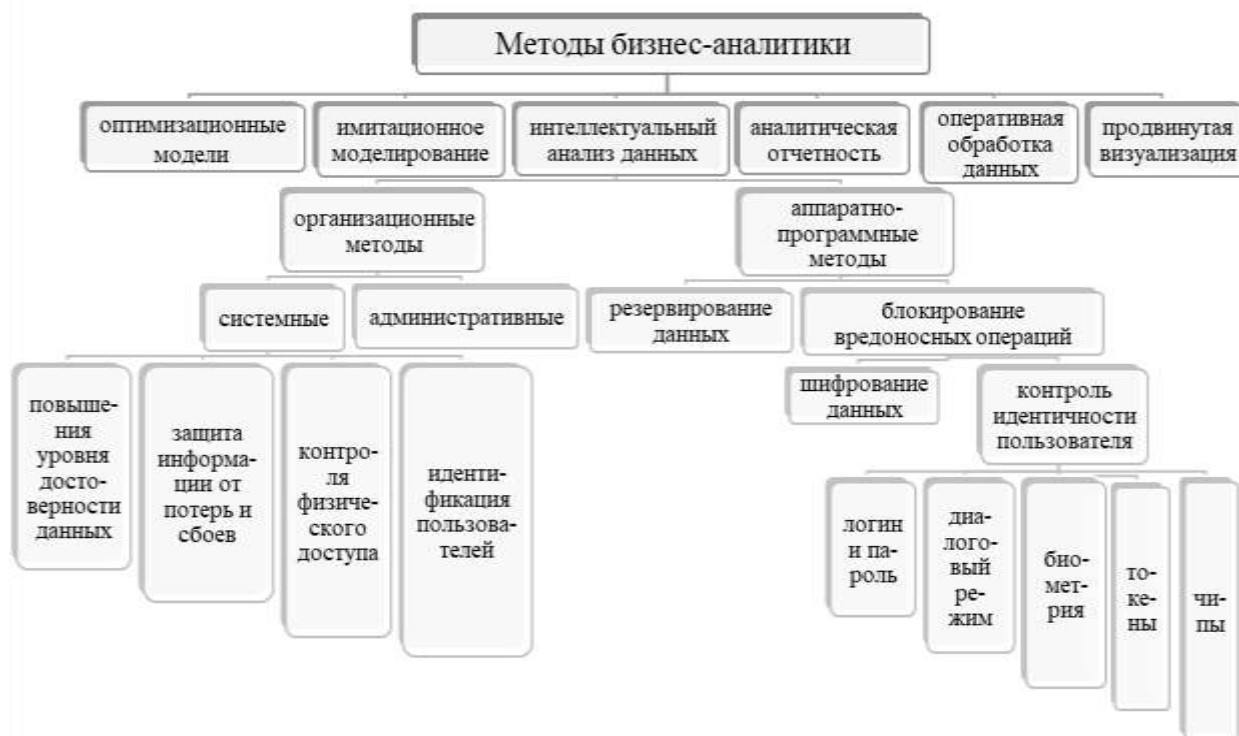 Методы бизнес-аналитики
оптимизационные
модели
имитационное
моделирование
интеллектуальный
анализ данных
аналитическая
отчетность
оперативная
обработка
данных
продвинутая
визуализация
организационные
методы
аппаратно-
программные
методы
системные
административные
резервирование
данных
блокирование
вредоносных операций
повыше-
ния
уровня
досто-
верности
данных
защита
информа-
ции от
потерь и
сбоев
контро-
ля
физиче-
ского
доступа
иденти-
фикация
пользова-
телей
шифрование
данных
контроль
идентичности
пользователя
логин
и па-
роль
диа-
лого-
вый
ре-
жим
био-
мет-
рия
то-
ке-
ны
чи-
пы